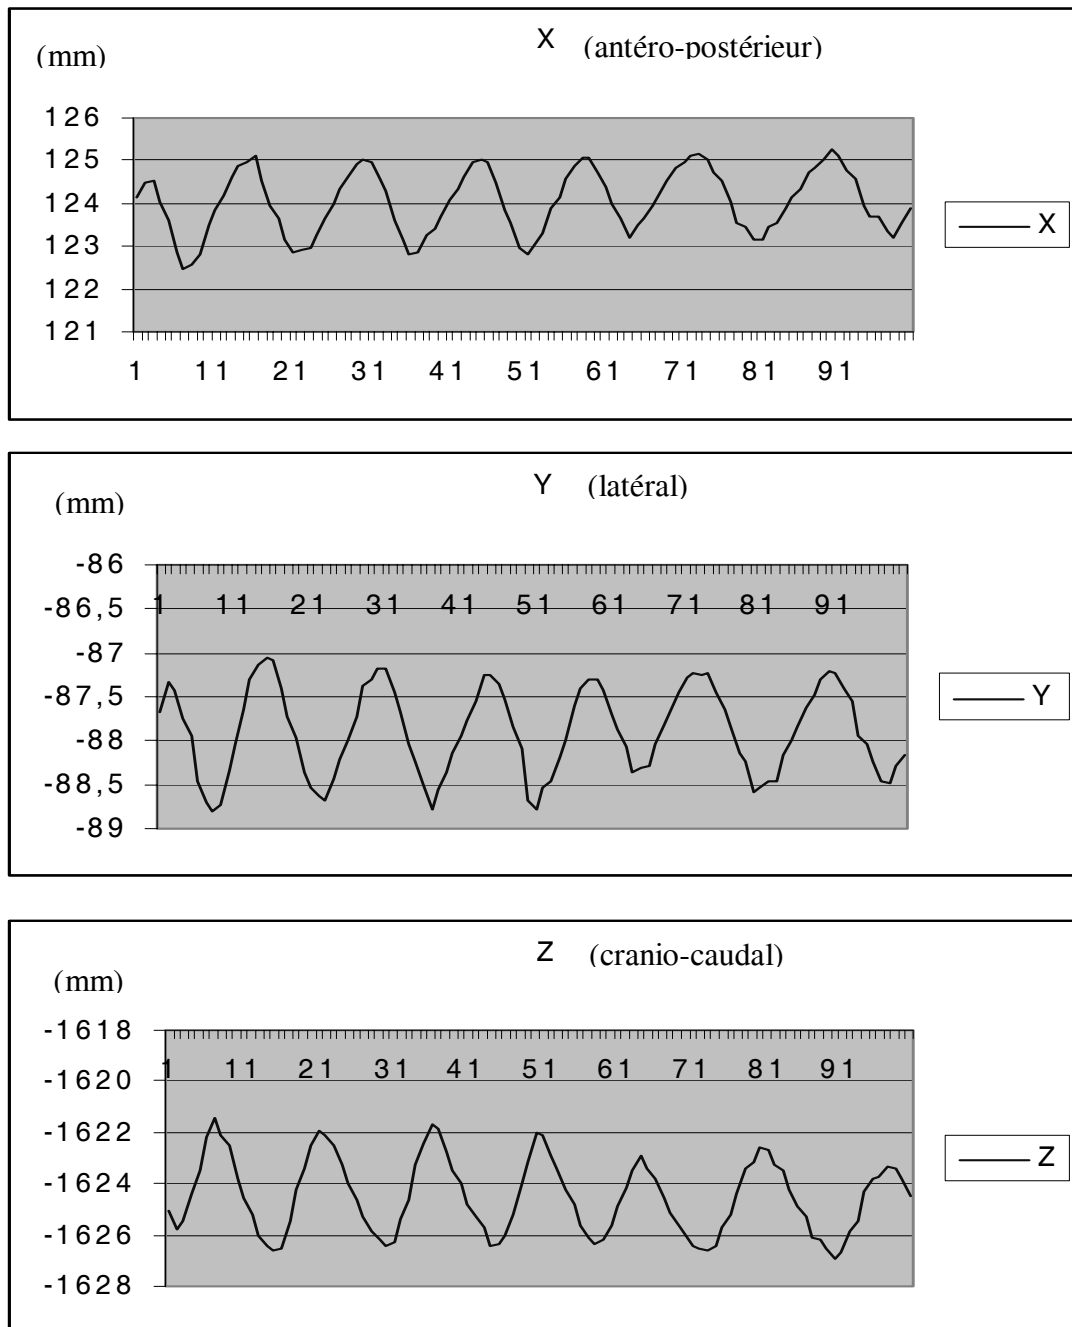 X (antéro-postérieur)
(mm)
126
125
124
123
122
121
1 11 21 31 41 51 61 71 81 91
X
Y (latéral)
(mm)
-86
-86,5
-87
-87,5
-88
-88,5
-89
1 11 21 31 41 51 61 71 81 91
Y
Z (cranio-caudal)
(mm)
-1618
-1620
-1622
-1624
-1626
-1628
1 11 21 31 41 51 61 71 81 91
Z